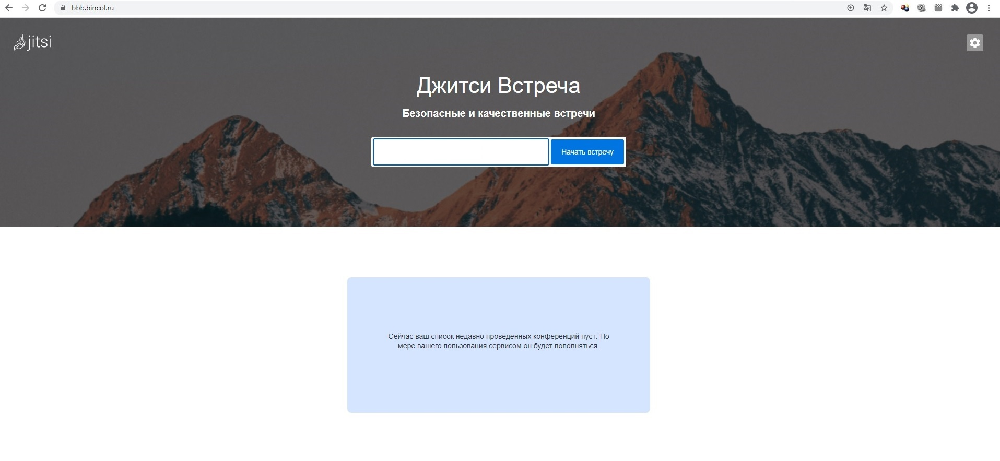 bbb.bincol.ru
jitsi
Джитси Встреча
Безопасные и качественные встречи
Начать встречу
Сейчас ваш список недавно проведенных конференций пуст. По
мере вашего пользования сервисом он будет пополняться.